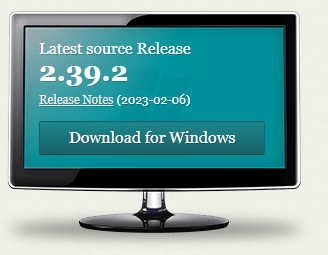 Latest source Release
2.39.2
Release Notes (2023-02-06)
Download for Windows